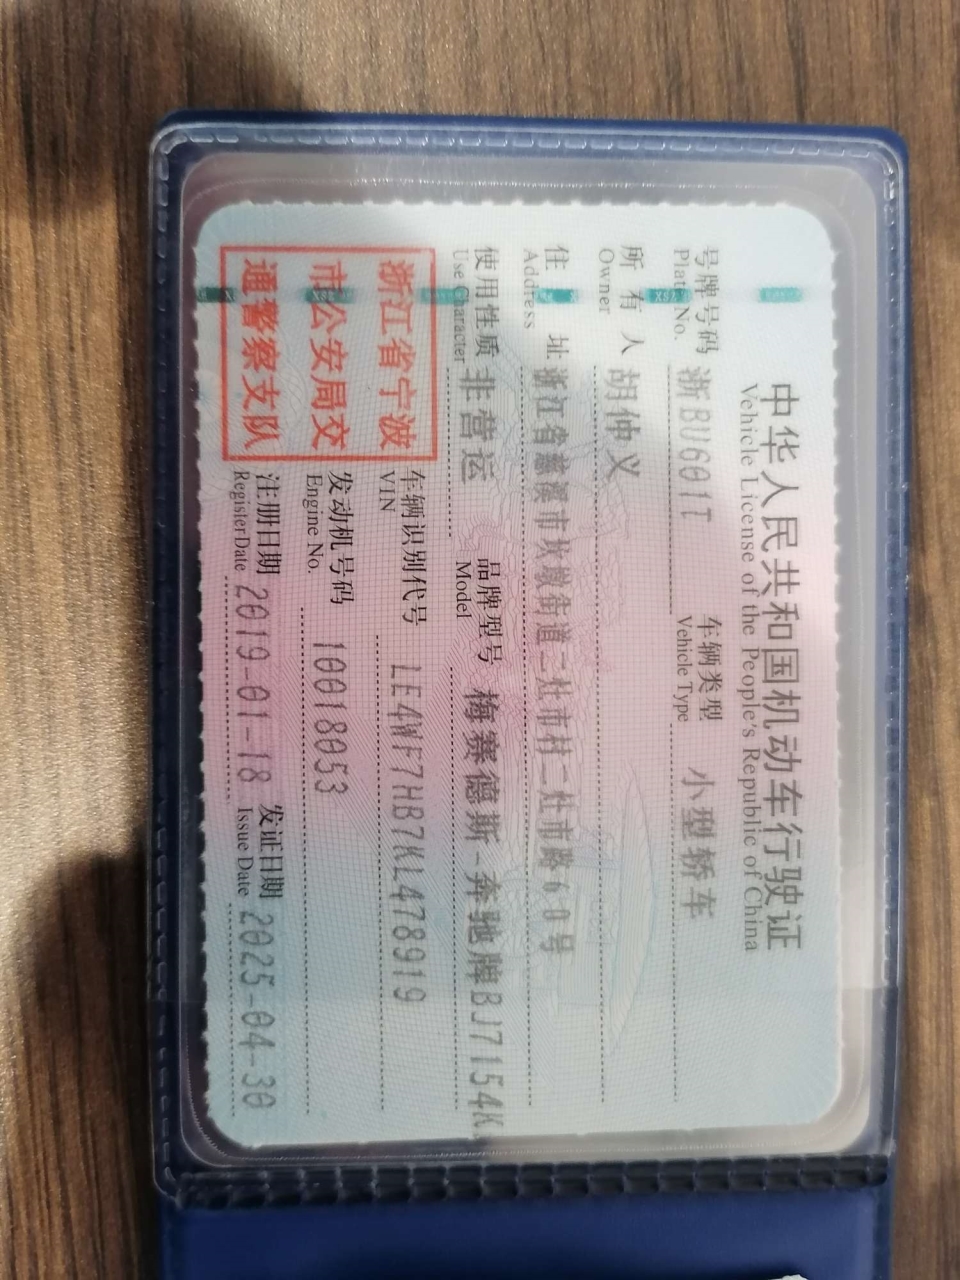 中华人民共和国机动车行驶证
Vehicle License of the People's Republic of China
号牌号码 浙BU601T 车辆类型 小型轿车
Plate No. Vehicle Type
所有人 胡仲义
Owner
住址 浙江省慈溪市坎墩街道二灶市村二灶市路60号
Address
使用性质 非营运 品牌型号 梅赛德斯-奔驰牌BJ7154K
Use Character Model
车辆识别代号 LE4WF7HB7KL478919
VIN
发动机号码 10018053
Engine No.
注册日期 2019-01-18 发证日期 2025-04-30
Register Date Issue Date
浙江省宁波
市公安局交
通警察支队